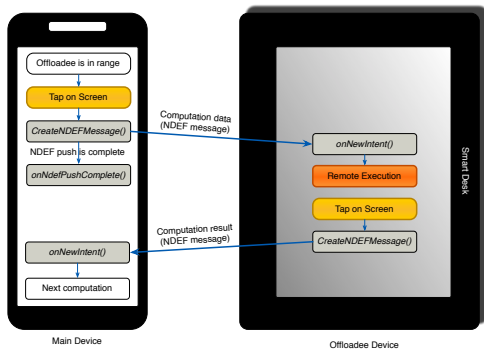 Offloadee is in range
Tap on Screen
CreateNDEFMessage()
NDEF push is complete
onNdefPushComplete()
onNewIntent()
Next computation
Main Device
Computation data
(NDEF message)
Computation result
(NDEF message)
onNewIntent()
Remote Execution
Tap on Screen
CreateNDEFMessage()
Smart Desk
Offloadee Device